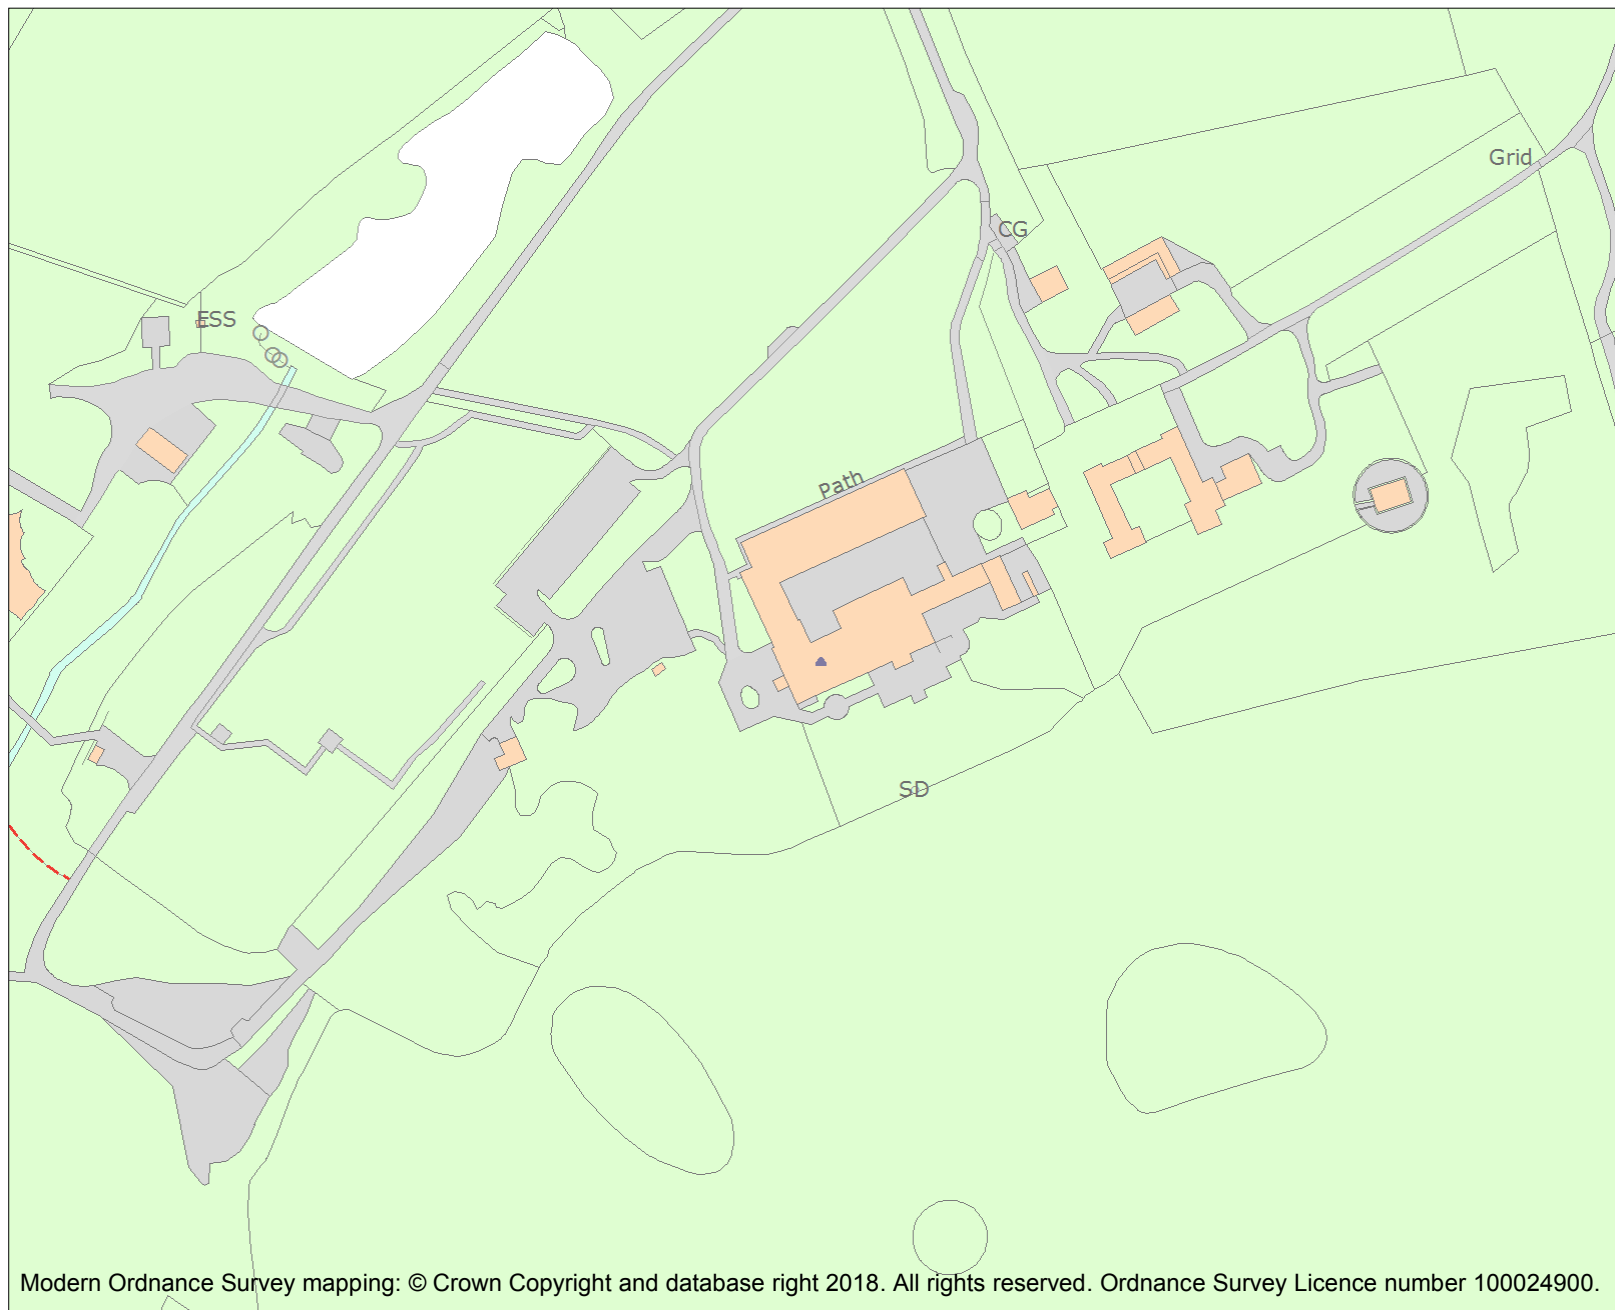 Grid
CG
ESS
Path
SD
Modern Ordnance Survey mapping: © Crown Copyright and database right 2018. All rights reserved. Ordnance Survey Licence number 100024900.